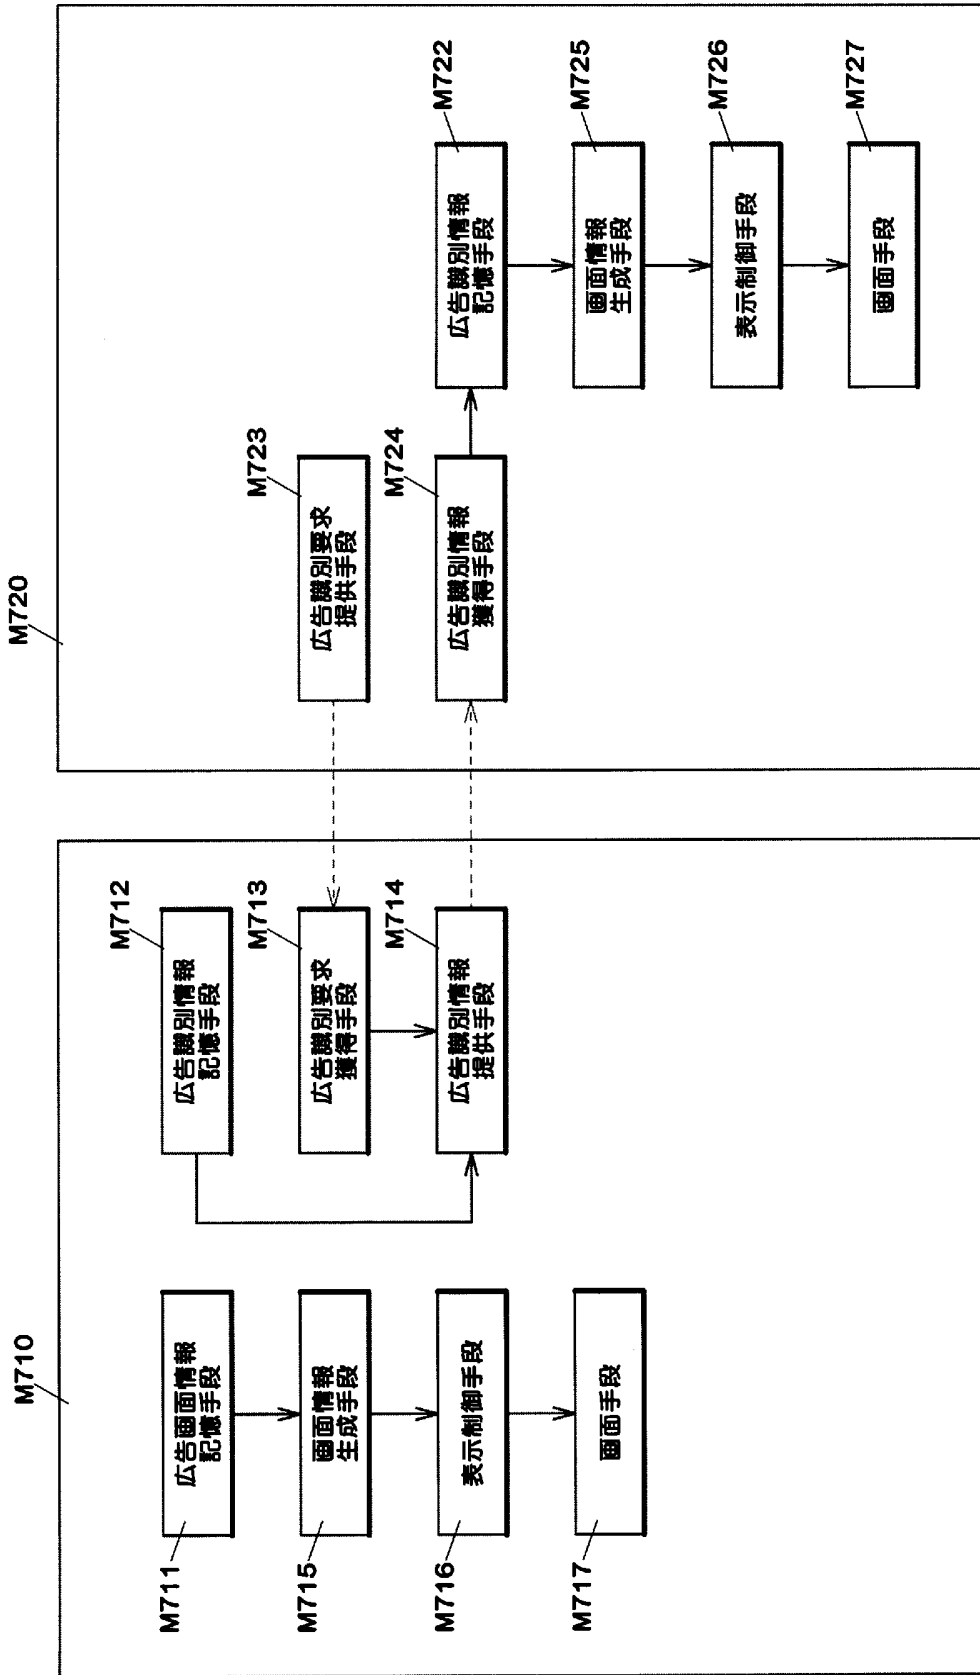 M710
M711
広告画面情報
記憶手段
M715
画面情報
生成手段
M716
表示制御手段
M717
画面手段
M712
広告識別情報
記憶手段
M713
広告識別要求
獲得手段
M714
広告識別情報
提供手段
M720
M723
広告識別要求
提供手段
M724
広告識別情報
獲得手段
M722
広告識別情報
記憶手段
M725
画面情報
生成手段
M726
表示制御手段
M727
画面手段